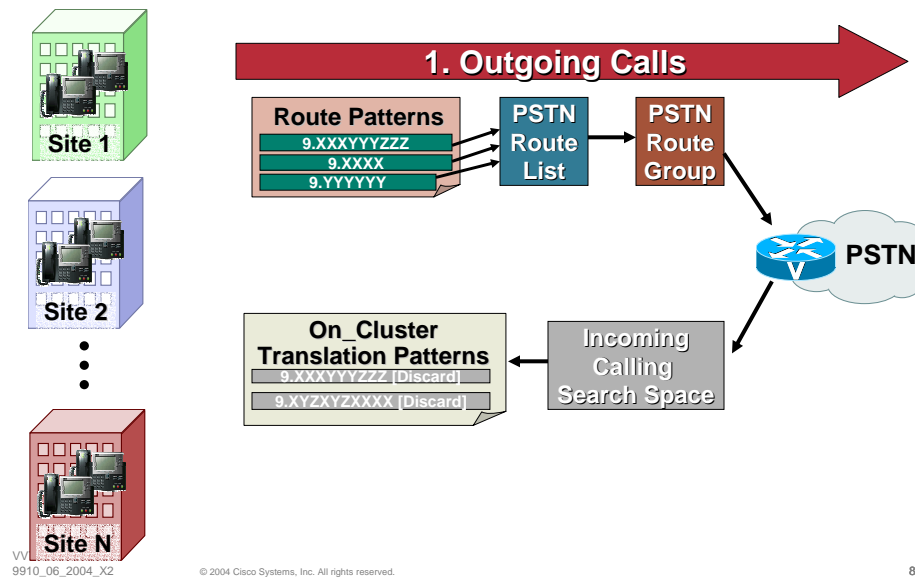 1. Outgoing Calls
Site 1
Route Patterns
9.XXXYYYZZZ
9.XXXX
9.YYYYYY
PSTN
Route
List
PSTN
Route
Group
V
PSTN
Site 2
On_Cluster
Translation Patterns
9.XXXYYYZZZ [Discard]
9.XYZXYZXXXX [Discard]
Incoming
Calling
Search Space
Site N
VV
9910_06_2004_X2
© 2004 Cisco Systems, Inc. All rights reserved.
8